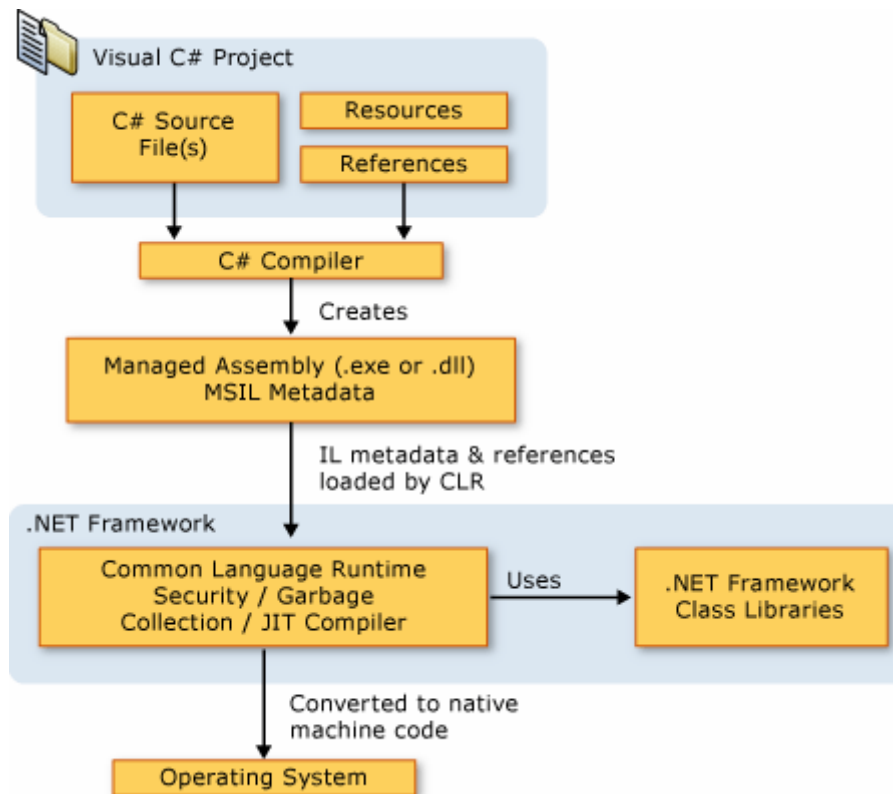 Visual C# Project
C# Source
File(s)
Resources
References
C# Compiler
Creates
Managed Assembly (.exe or .dll)
MSIL Metadata
IL metadata & references
loaded by CLR
.NET Framework
Common Language Runtime
Security / Garbage
Collection / JIT Compiler
Uses
.NET Framework
Class Libraries
Converted to native
machine code
Operating System